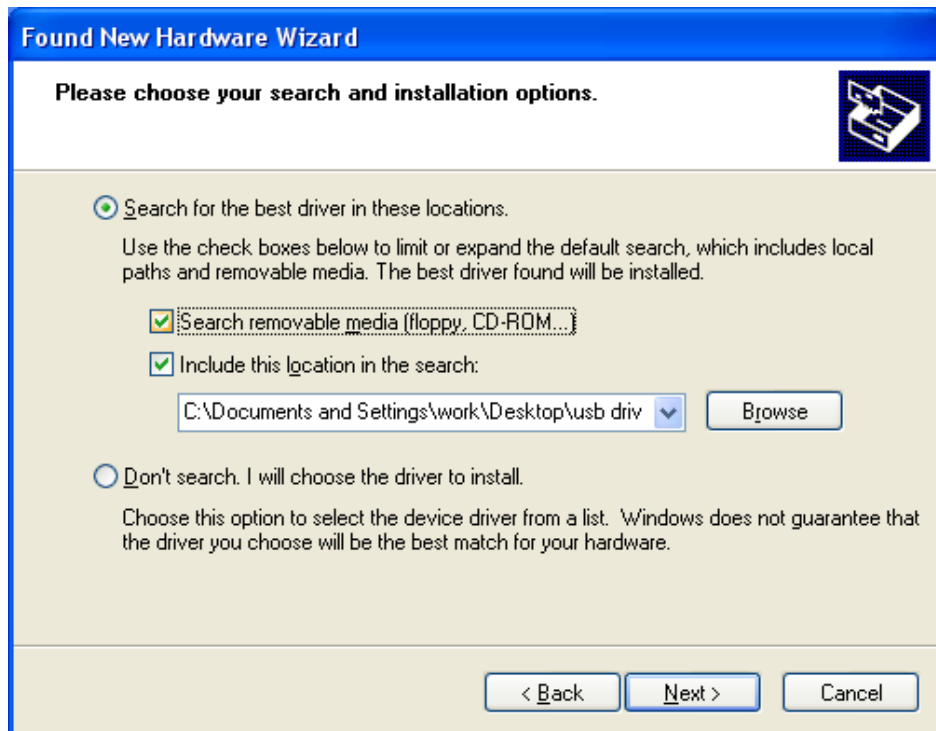 Found New Hardware Wizard
Please choose your search and installation options.
Search for the best driver in these locations.
Use the check boxes below to limit or expand the default search, which includes local
paths and removable media. The best driver found will be installed.
Search removable media (floppy, CD-ROM...)
Include this location in the search:
C:\Documents and Settings\work\Desktop\usb driv
Browse
Don't search. I will choose the driver to install.
Choose this option to select the device driver from a list.  Windows does not guarantee that
the driver you choose will be the best match for your hardware.
< Back
Next >
Cancel